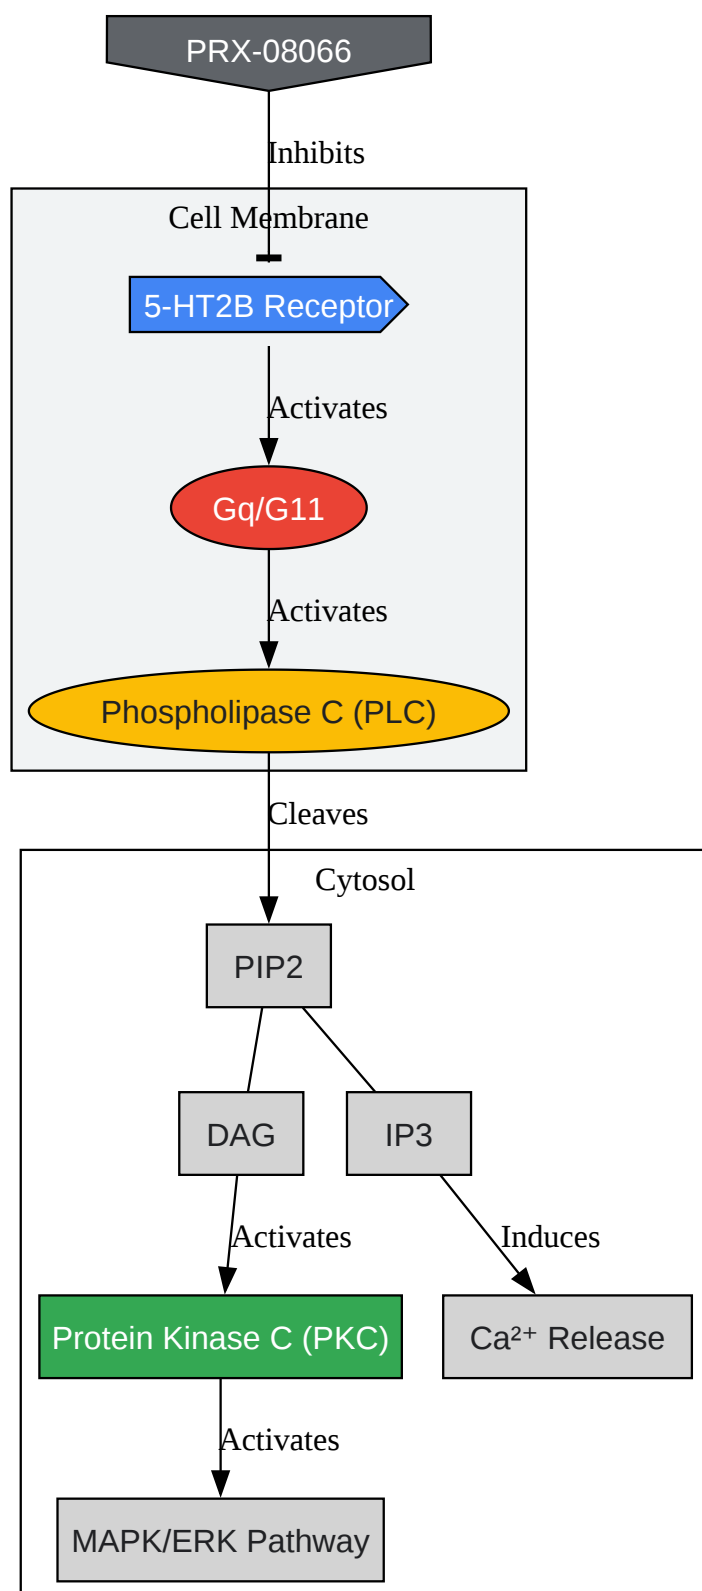 PRX-08066
Inhibits
Cell Membrane
5-HT2B Receptor
Activates
Gq/G11
Activates
Phospholipase C (PLC)
Cleaves
Cytosol
PIP2
DAG
IP3
Activates
Induces
Protein Kinase C (PKC)
Ca²⁺ Release
Activates
MAPK/ERK Pathway